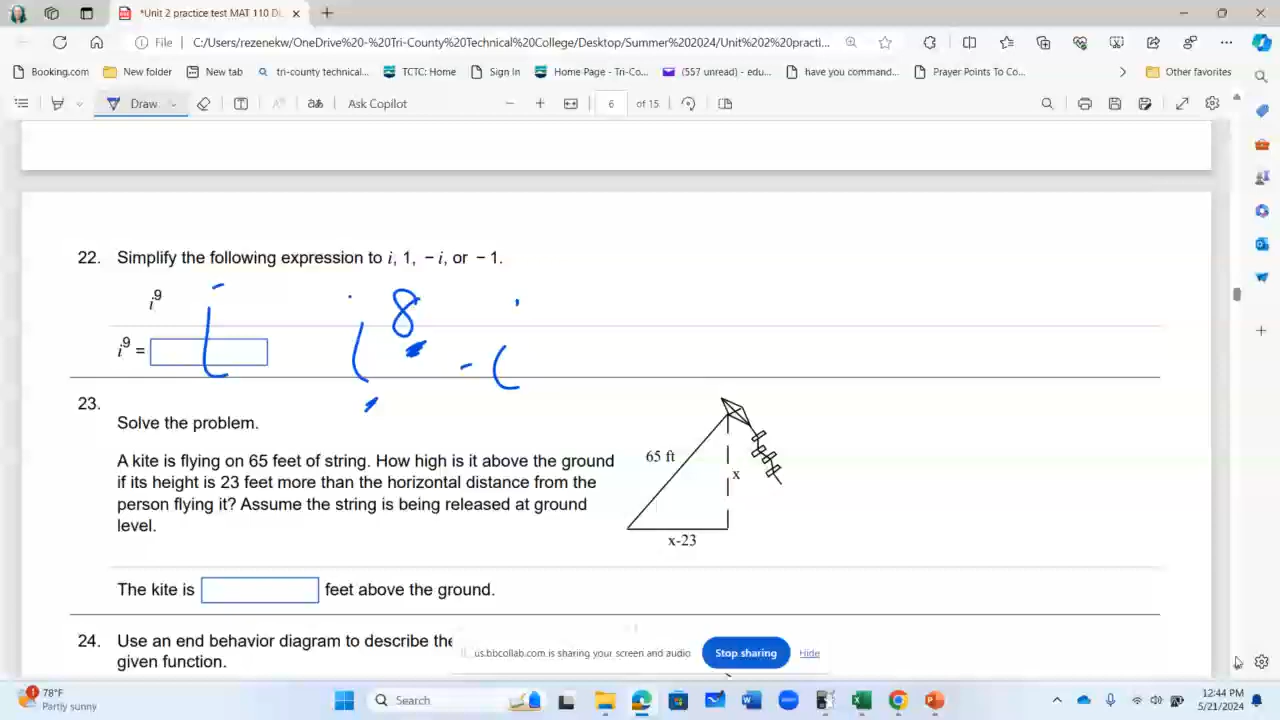 *Unit 2 practice test MAT 110 DL
File C:/Users/rezenekw/OneDrive%20-%20Tri-County%20Technical%20College/Desktop/Summer%202024/Unit%202%20practi...
Booking.com New folder New tab tri-county technical... TCTC: Home Sign In Home Page - Tri-Co... (557 unread) - edu... have you command... Prayer Points To Co... Other favorites
Draw Ask Copilot 6 of 15
22. Simplify the following expression to i, 1, − i, or − 1.
i⁹
i⁹ =
i i⁸ · i
23.
Solve the problem.
A kite is flying on 65 feet of string. How high is it above the ground
if its height is 23 feet more than the horizontal distance from the
person flying it? Assume the string is being released at ground
level.
65 ft
x
x-23
The kite is feet above the ground.
24. Use an end behavior diagram to describe the
given function.
us.bbcollab.com is sharing your screen and audio Stop sharing Hide
1
78°F
Partly sunny
Search
12:44 PM
5/21/2024